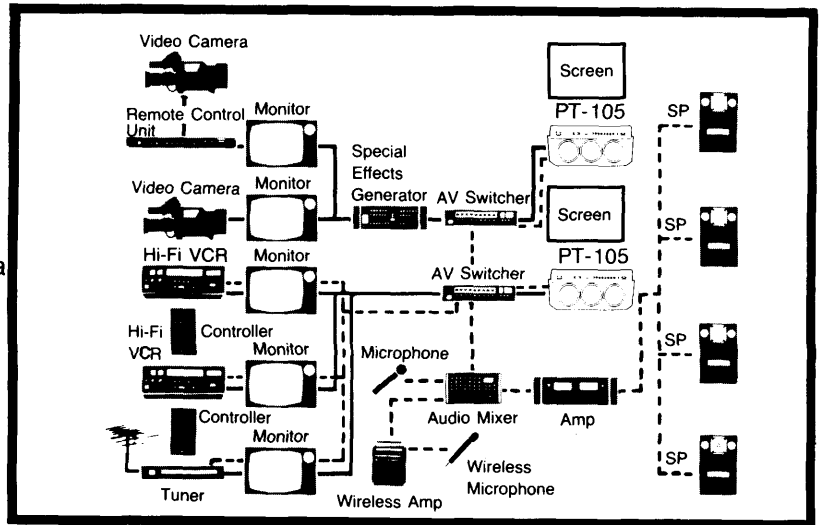 Video Camera
Remote Control
Unit
Monitor
Screen
PT-105
SP
Special
Effects
Generator
AV Switcher
Video Camera
Monitor
Screen
PT-105
SP
Hi-Fi VCR
Monitor
AV Switcher
Controller
Hi-Fi
VCR
Monitor
Microphone
Audio Mixer
Amp
SP
Controller
Monitor
Tuner
Wireless Amp
Wireless
Microphone
SP
a